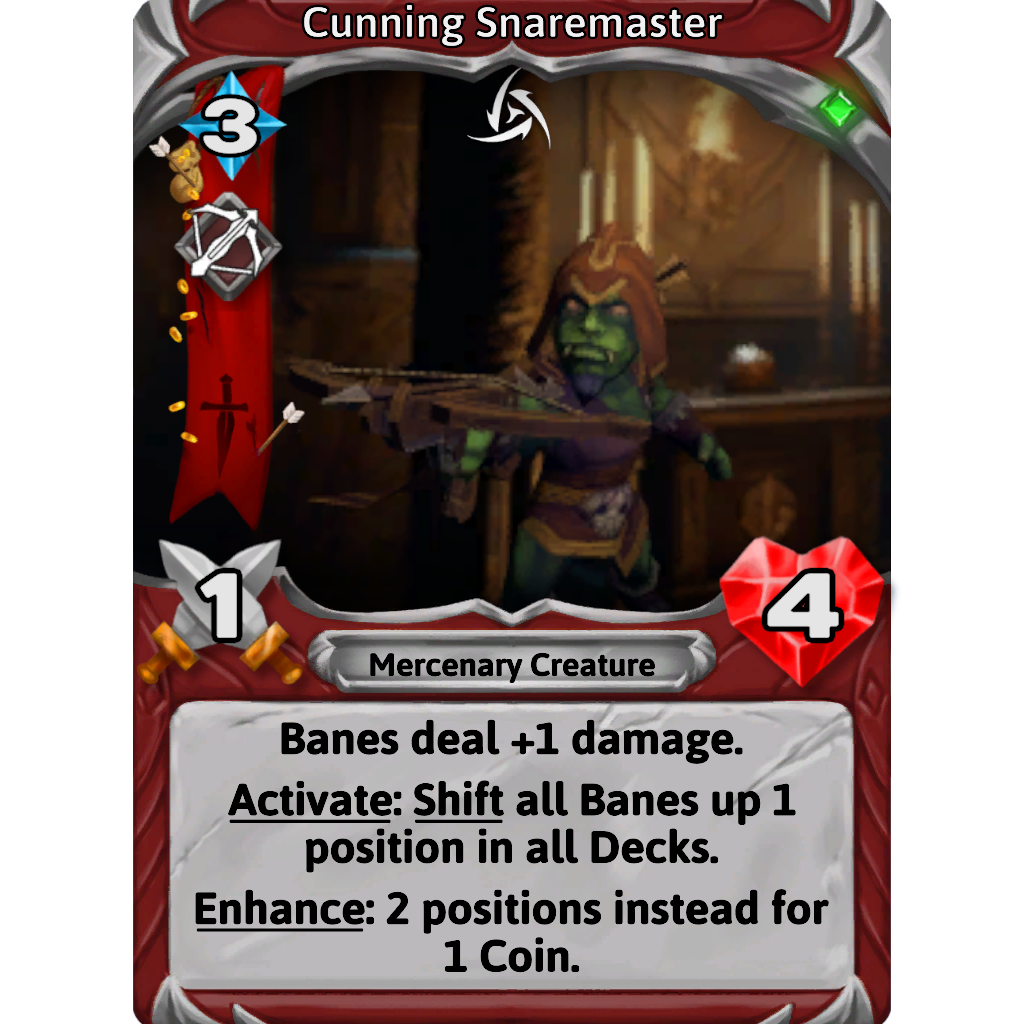 Cunning Snaremaster
3
1
4
Mercenary Creature
Banes deal +1 damage.
Activate: Shift all Banes up 1
position in all Decks.
Enhance: 2 positions instead for
1 Coin.